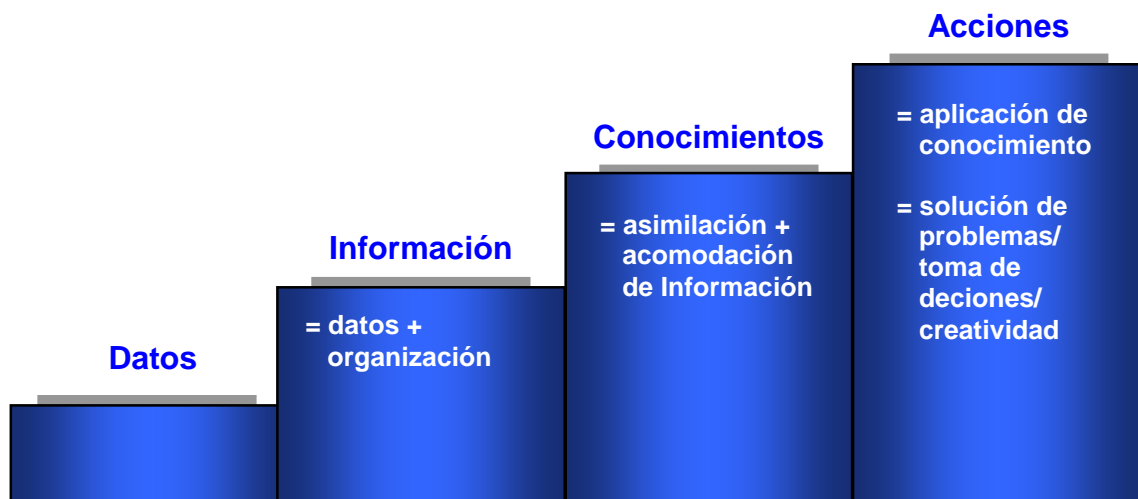 Datos
Información
= datos +
organización
Conocimientos
= asimilación +
acomodación
de Información
Acciones
= aplicación de
conocimiento
= solución de
problemas/
toma de
deciones/
creatividad